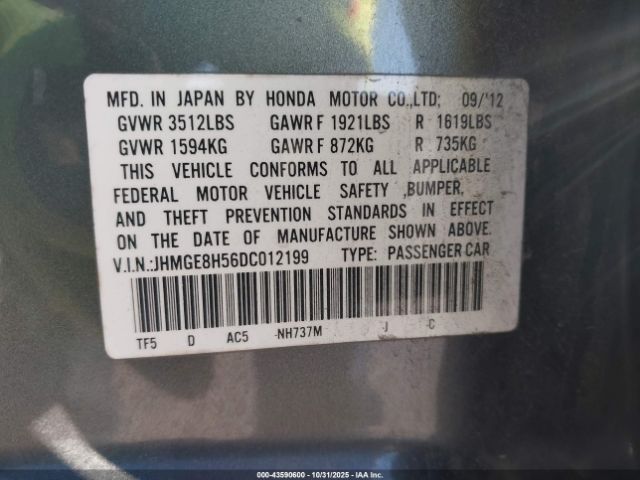 MFD. IN JAPAN BY HONDA MOTOR CO.,LTD; 09/'12
GVWR 3512LBS GAWR F 1921LBS R 1619LBS
GVWR 1594KG GAWR F 872KG R 735KG
THIS VEHICLE CONFORMS TO ALL APPLICABLE
FEDERAL MOTOR VEHICLE SAFETY ,BUMPER,
AND THEFT PREVENTION STANDARDS IN EFFECT
ON THE DATE OF MANUFACTURE SHOWN ABOVE.
V.I.N.:JHMGE8H56DC012199 TYPE: PASSENGER CAR
TF5 D AC5 -NH737M J C
000-43590600 - 10/31/2025 - IAA Inc.